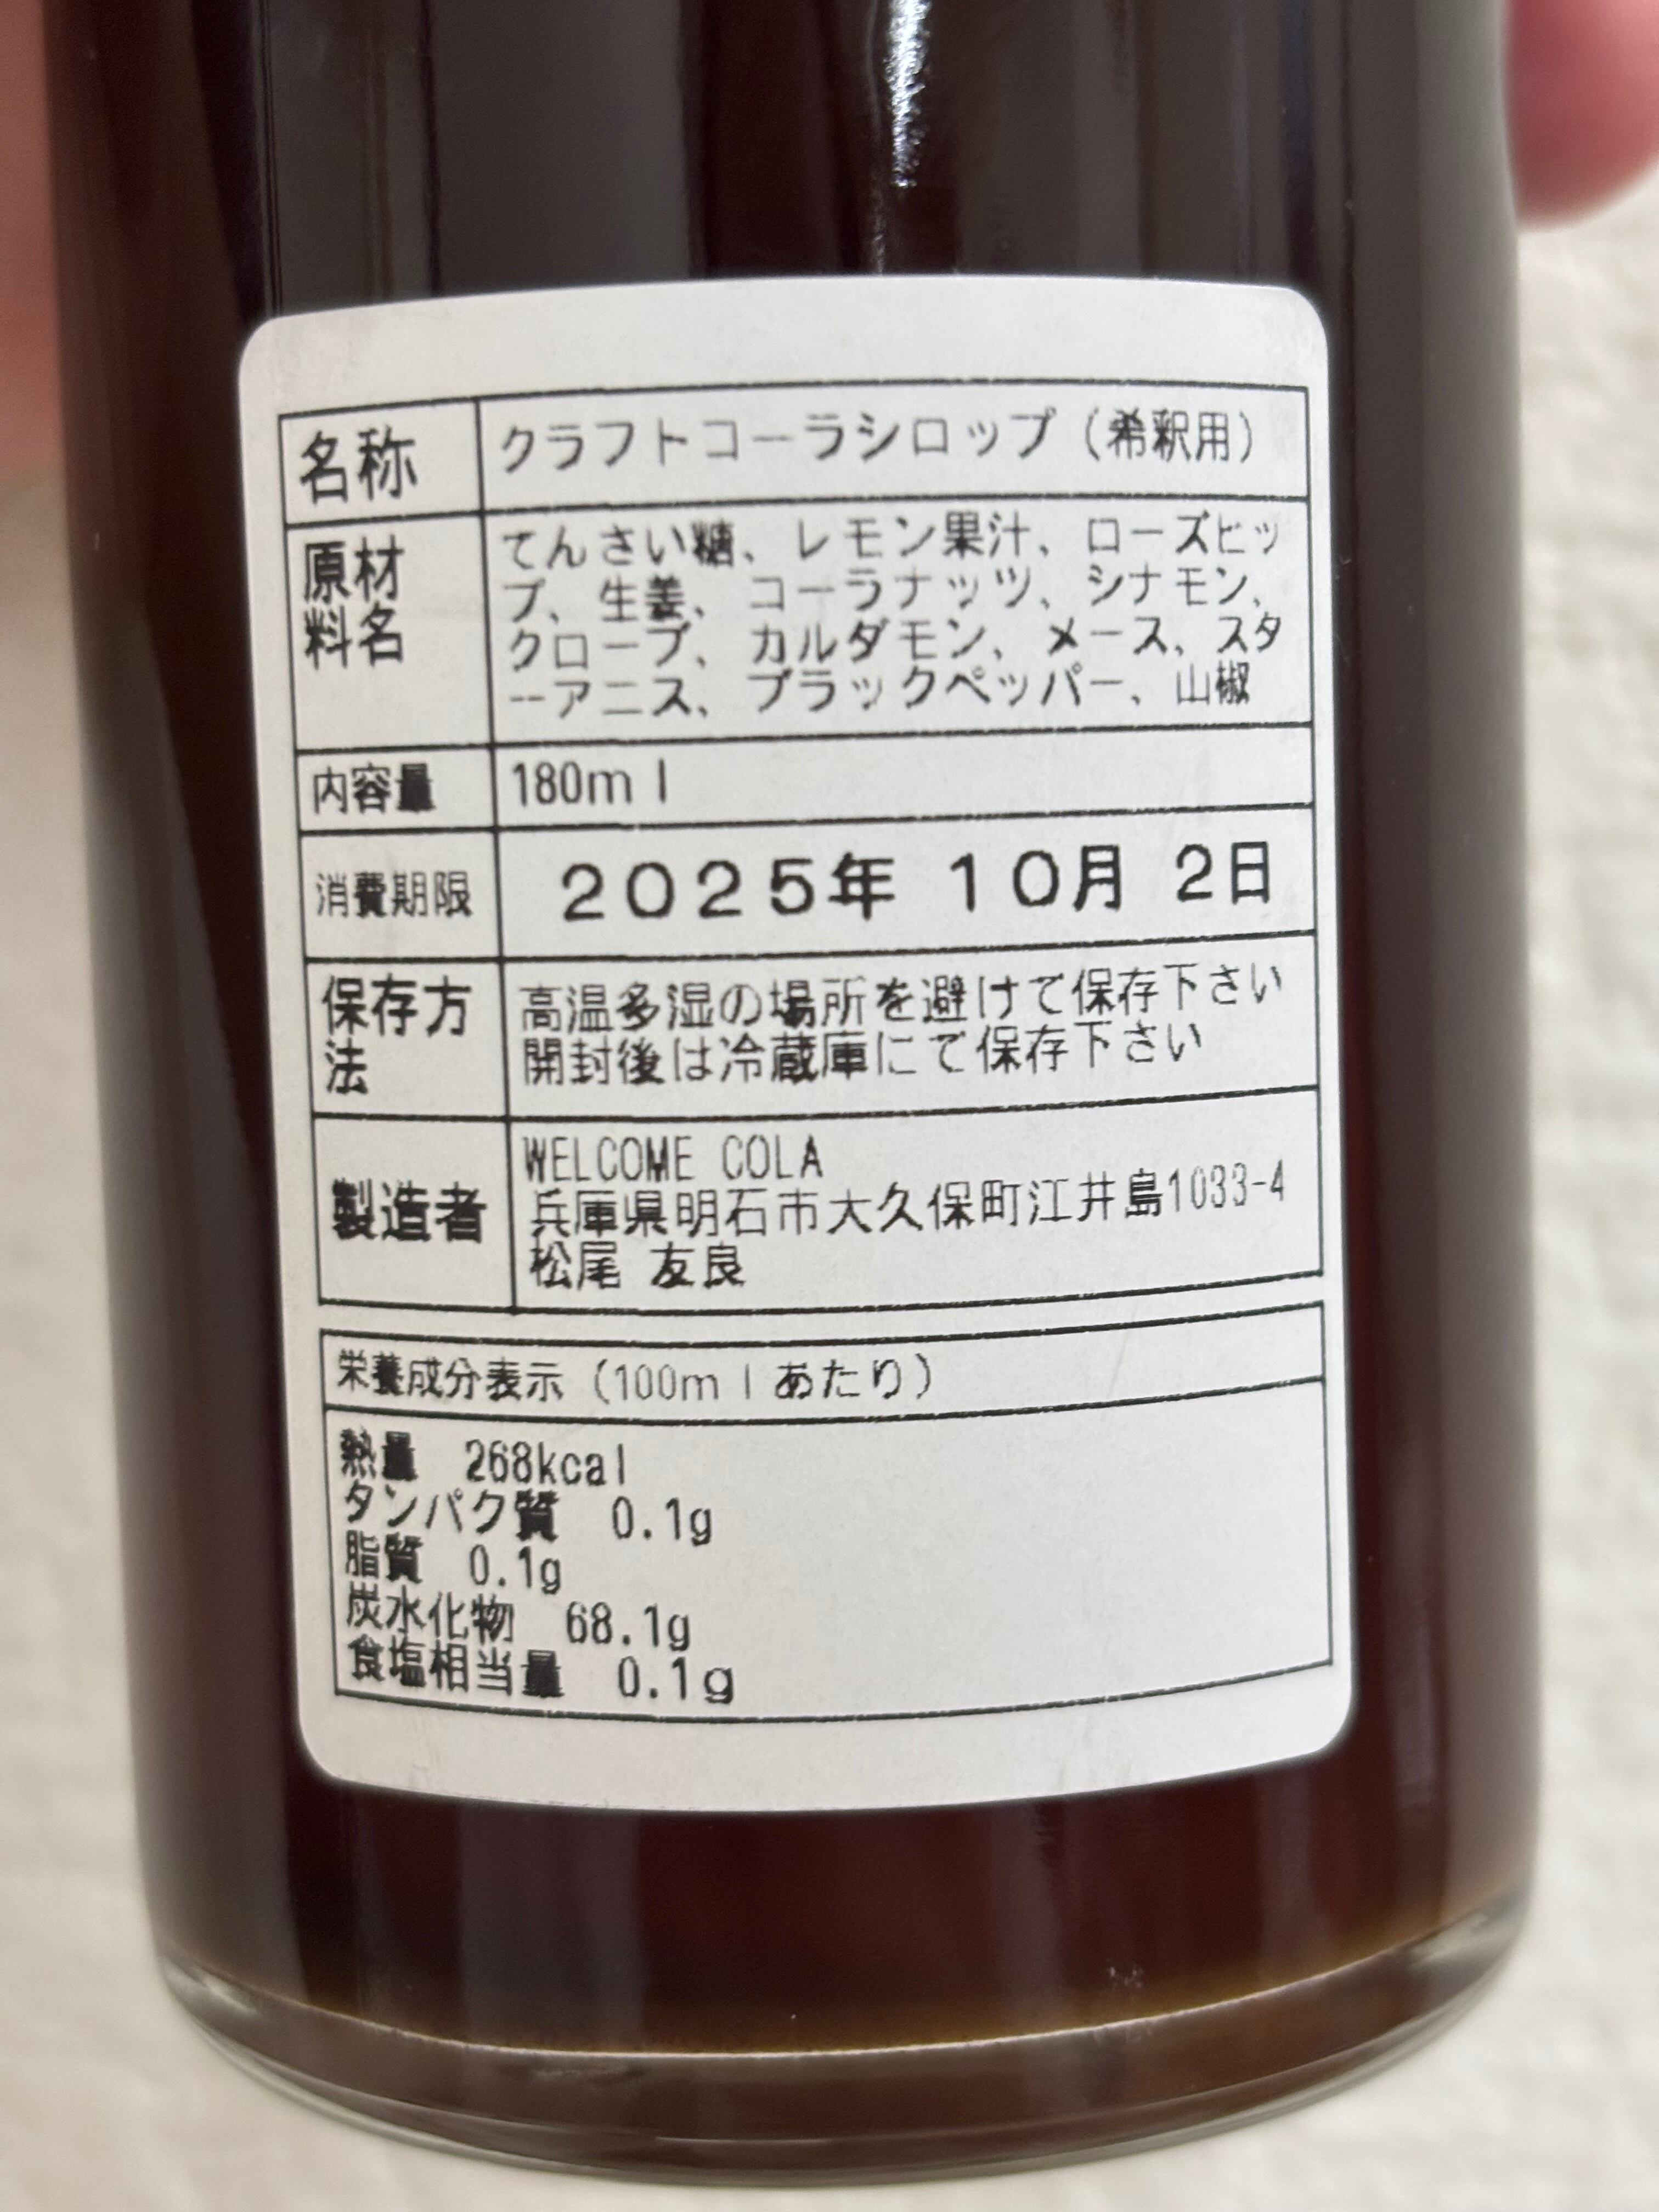 名称
クラフトコーラシロップ（希釈用）
原材
料名
てんさい糖、レモン果汁、ローズヒッ
プ、生姜、コーラナッツ、シナモン、
クローブ、カルダモン、メース、スタ
ーアニス、ブラックペッパー、山椒
内容量
180ml
消費期限
2025年 10月 2日
保存方
法
高温多湿の場所を避けて保存下さい
開封後は冷蔵庫にて保存下さい
製造者
WELCOME COLA
兵庫県明石市大久保町江井島1033-4
松尾 友良
栄養成分表示（100mlあたり）
熱量 268kcal
タンパク質 0.1g
脂質 0.1g
炭水化物 68.1g
食塩相当量 0.1g